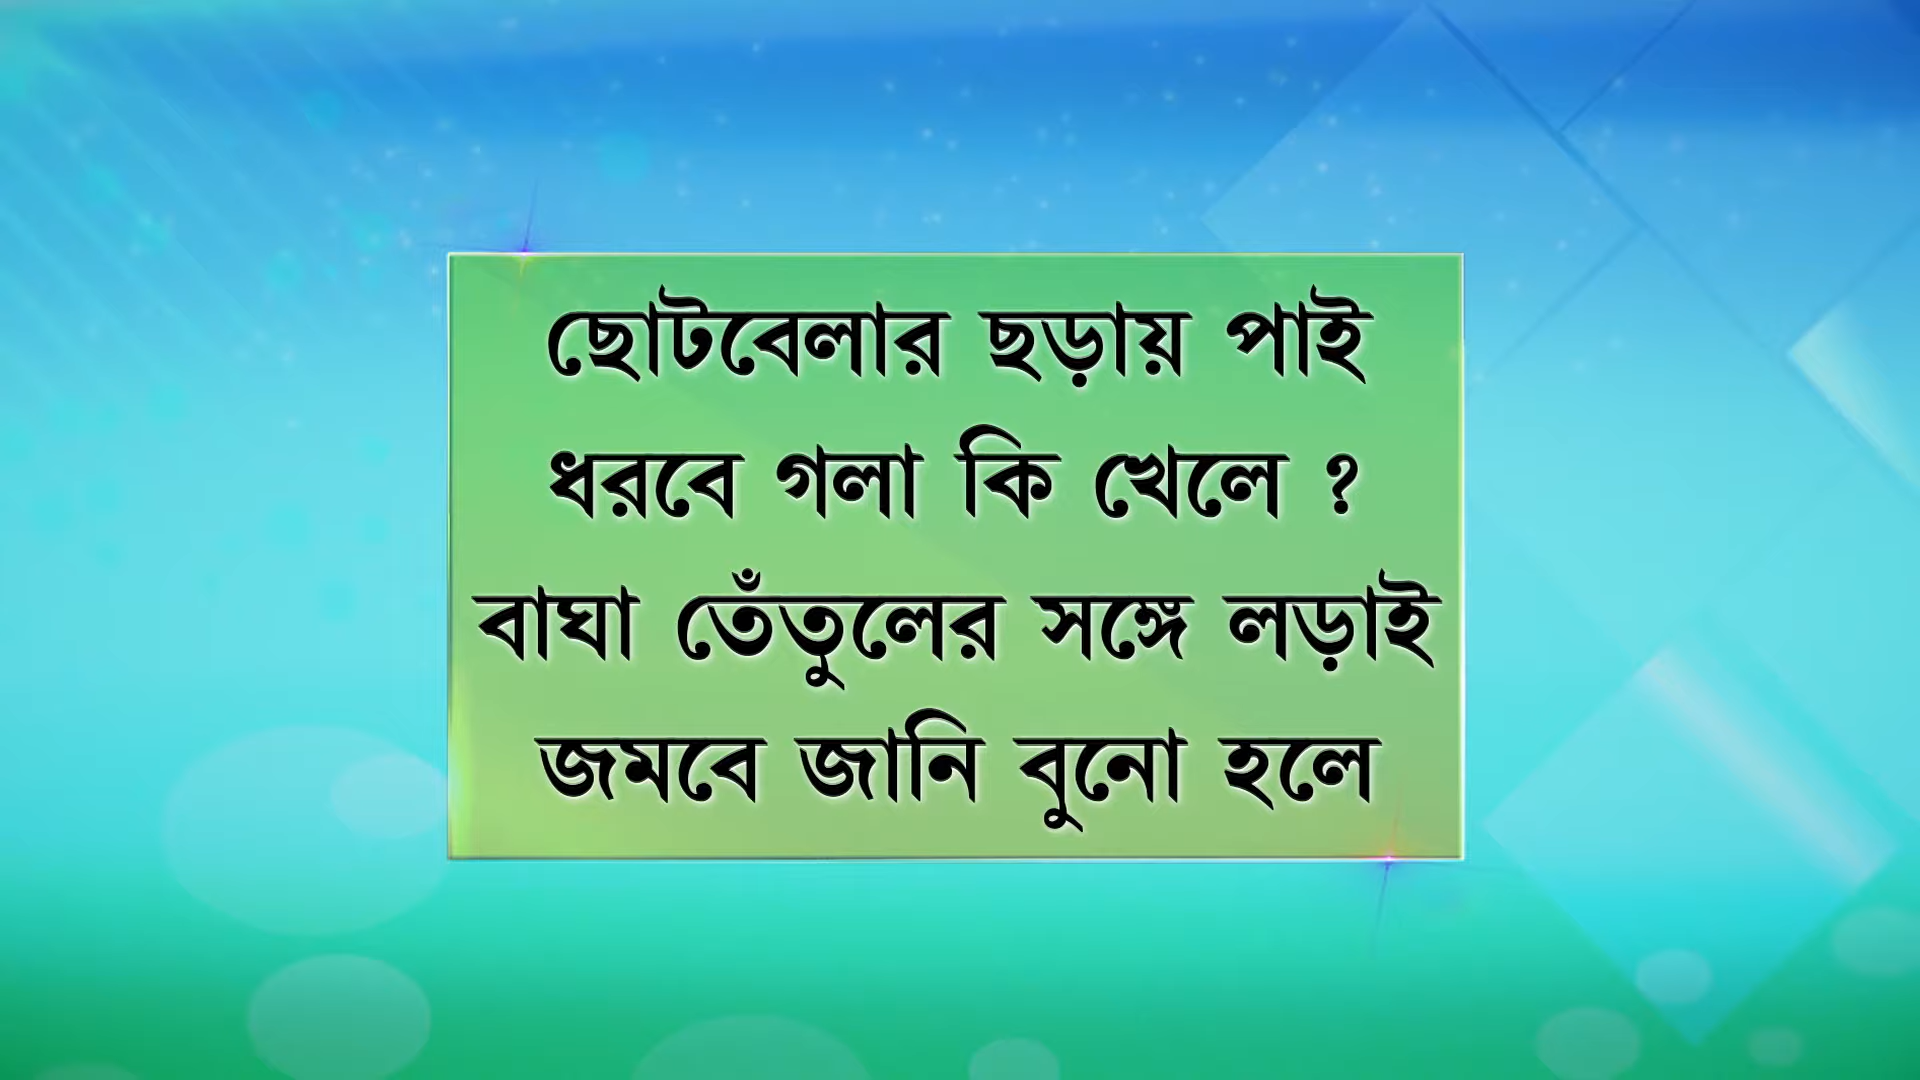 ছোটবেলার ছড়ায় পাই
ধরবে গলা কি খেলে ?
বাঘা তেঁতুলের সঙ্গে লড়াই
জমবে জানি বুনো হলে